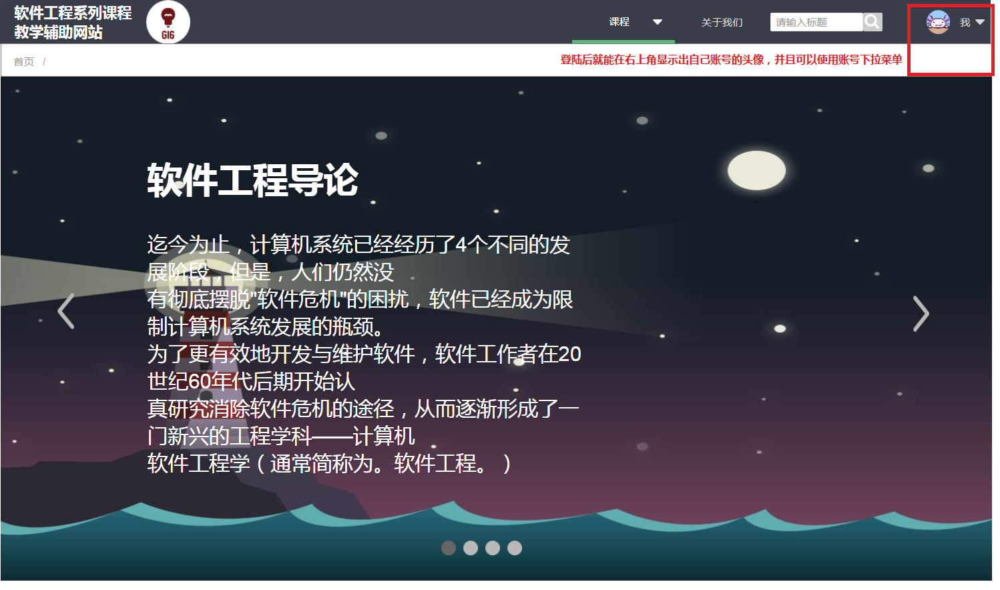 软件工程系列课程
教学辅助网站
G16
课程
关于我们
请输入标题
我
首页 /
登陆后就能在右上角显示出自己账号的头像，并且可以使用账号下拉菜单
软件工程导论
迄今为止，计算机系统已经经历了4个不同的发
展阶段，但是，人们仍然没
有彻底摆脱"软件危机"的困扰，软件已经成为限
制计算机系统发展的瓶颈。
为了更有效地开发与维护软件，软件工作者在20
世纪60年代后期开始认
真研究消除软件危机的途径，从而逐渐形成了一
门新兴的工程学科——计算机
软件工程学（通常简称为。软件工程。）